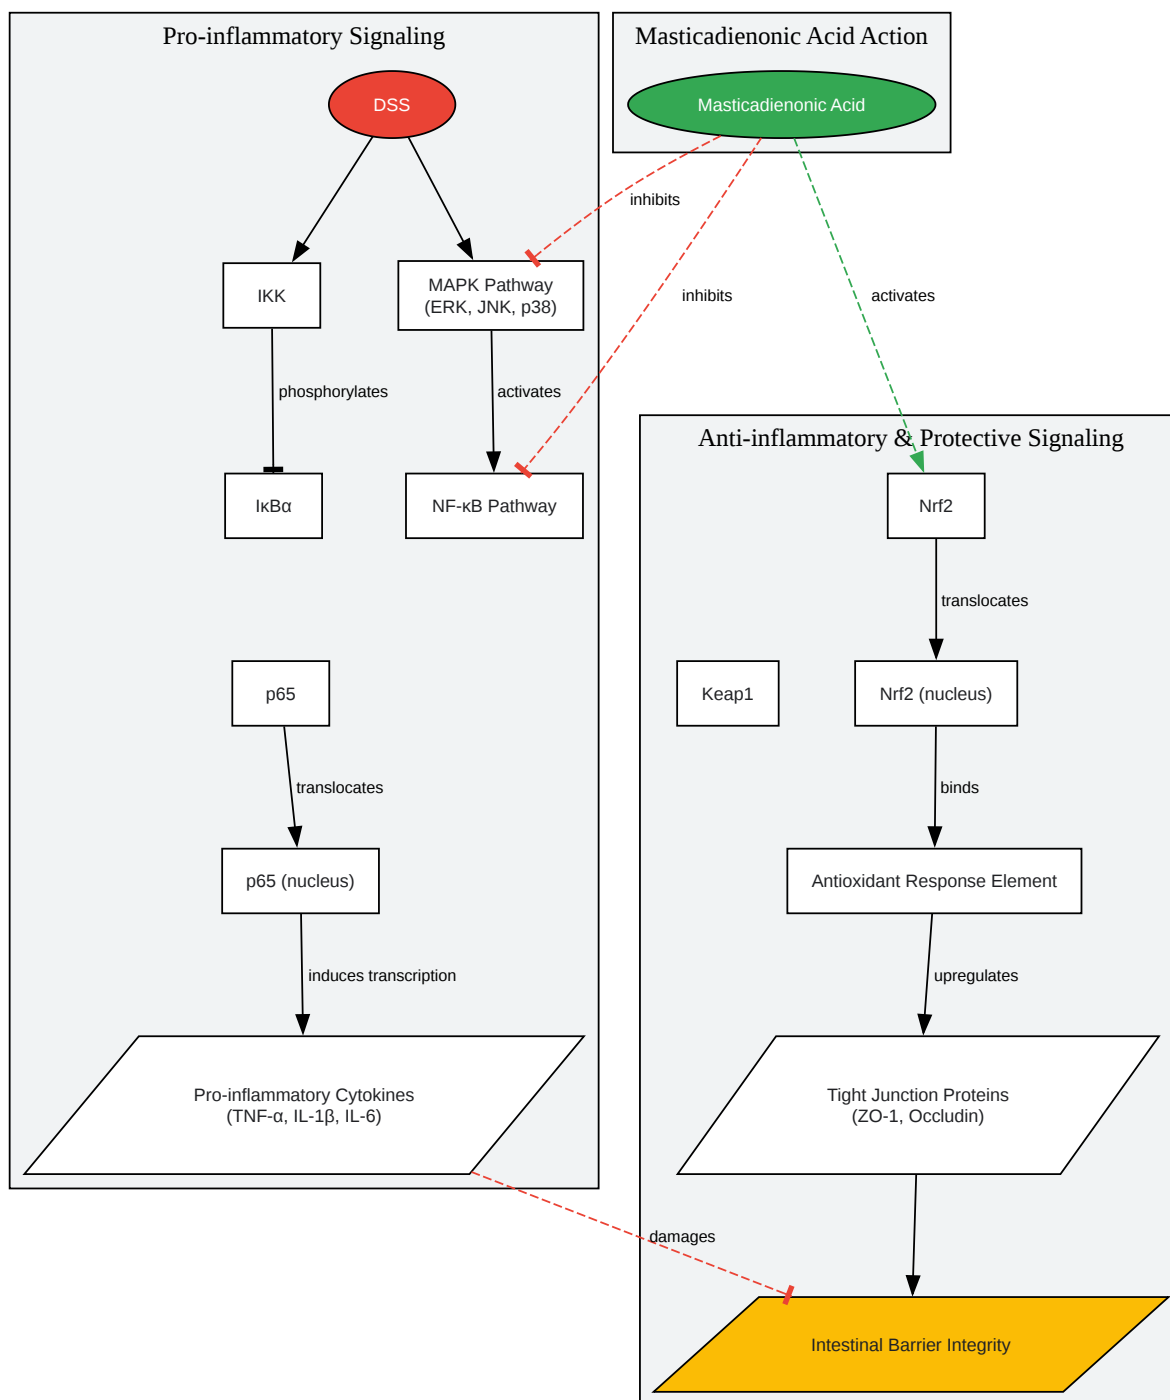 Pro-inflammatory Signaling
Masticadienonic Acid Action
DSS
Masticadienonic Acid
inhibits
IKK
MAPK Pathway
(ERK, JNK, p38)
inhibits
activates
phosphorylates
activates
Anti-inflammatory & Protective Signaling
IκBα
NF-κB Pathway
Nrf2
translocates
p65
Keap1
Nrf2 (nucleus)
translocates
binds
p65 (nucleus)
Antioxidant Response Element
induces transcription
upregulates
Pro-inflammatory Cytokines
(TNF-α, IL-1β, IL-6)
Tight Junction Proteins
(ZO-1, Occludin)
damages
Intestinal Barrier Integrity